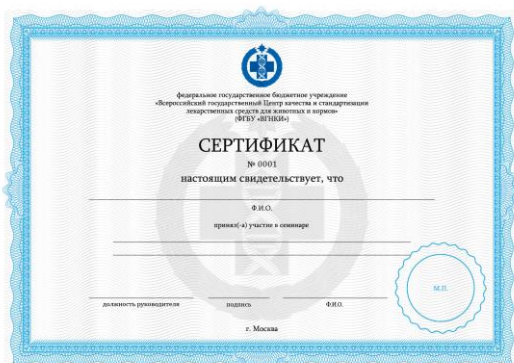 федеральное государственное бюджетное учреждение
«Всероссийский государственный Центр качества и стандартизации
лекарственных средств для животных и кормов»
(ФГБУ «ВГНКИ»)
СЕРТИФИКАТ
№ 0001
настоящим свидетельствует, что
Ф.И.О.
принял(-а) участие в семинаре
М.П.
должность руководителя подпись Ф.И.О.
г. Москва